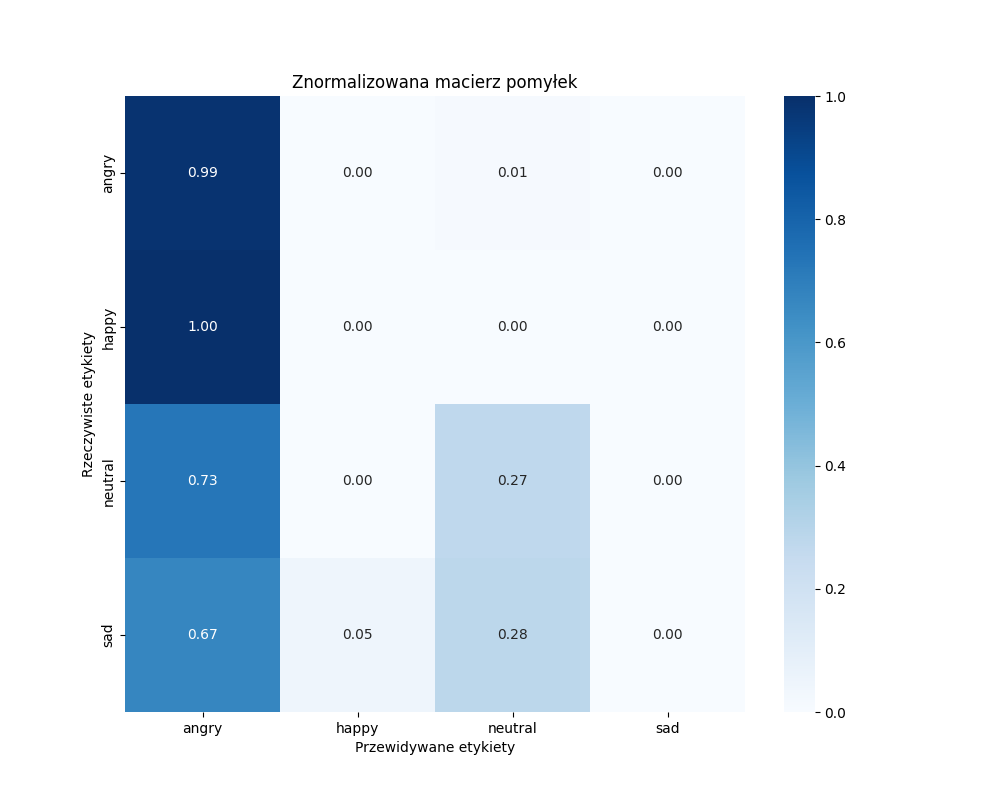 Znormalizowana macierz pomyłek
Rzeczywiste etykiety
angry 0.99 0.00 0.01 0.00
happy 1.00 0.00 0.00 0.00
neutral 0.73 0.00 0.27 0.00
sad 0.67 0.05 0.28 0.00
angry happy neutral sad
Przewidywane etykiety
1.0
0.8
0.6
0.4
0.2
0.0